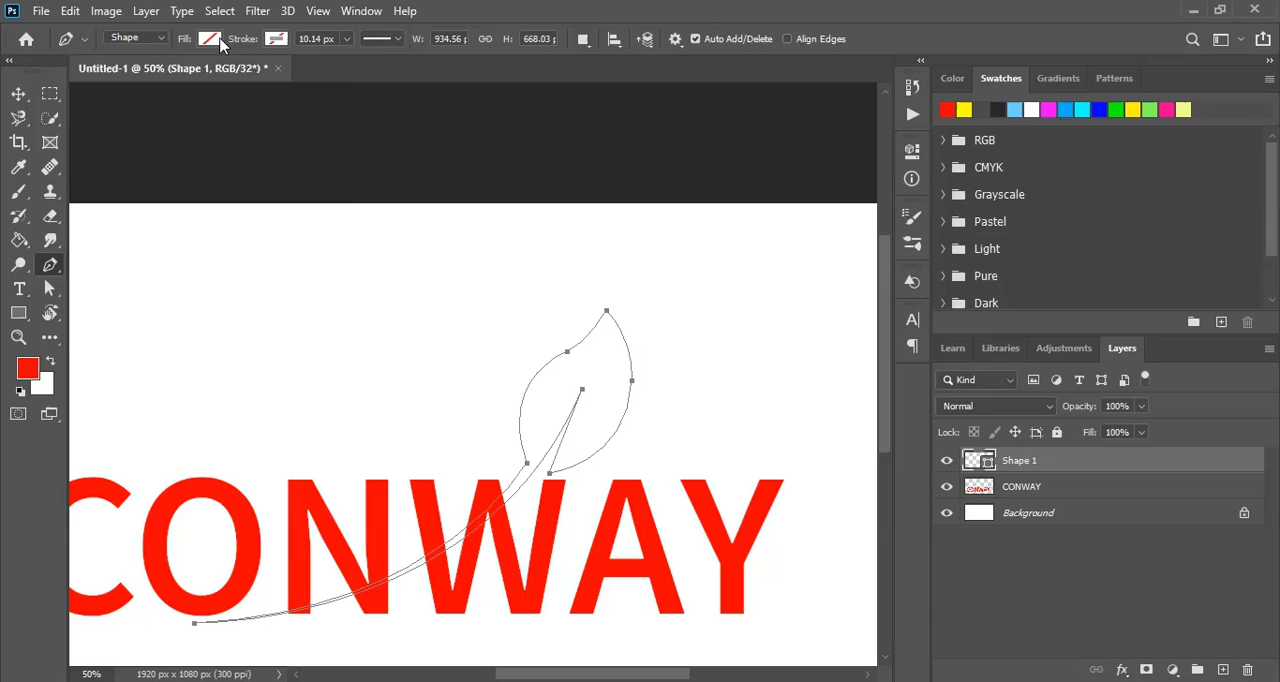 Ps File Edit Image Layer Type Select Filter 3D View Window Help
Shape Fill: Stroke: 10.14 px W: 934.56 p H: 668.03 p Auto Add/Delete Align Edges
Untitled-1 @ 50% (Shape 1, RGB/32*) * ×
Color Swatches Gradients Patterns
RGB
CMYK
Grayscale
Pastel
Light
Pure
Dark
Learn Libraries Adjustments Layers
Kind
Normal Opacity: 100%
Lock: Fill: 100%
Shape 1
CONWAY
Background
CONWAY
50% 1920 px x 1080 px (300 ppi)